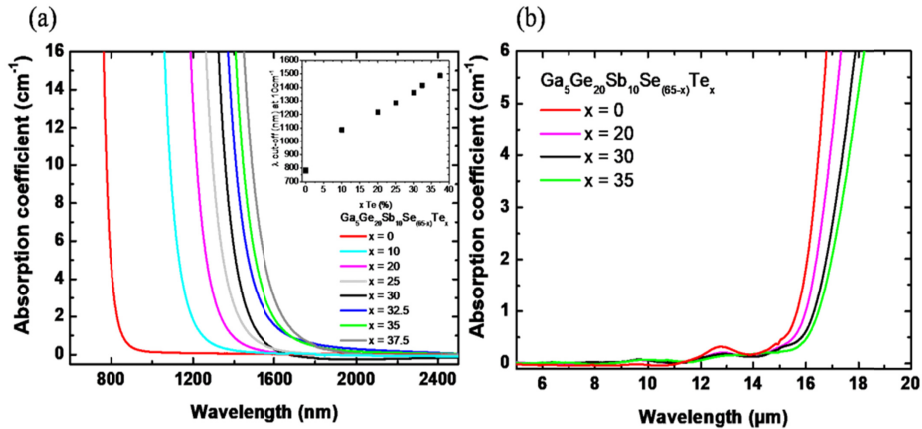 (a)
Absorption coefficient (cm⁻¹)
16
14
12
10
8
6
4
2
0
800
1200
1600
2000
2400
Wavelength (nm)
λ cut-off (nm) at 10cm⁻¹
1500
1400
1300
1200
1100
1000
900
800
700
0
5
10
15
20
25
30
35
40
x Te (%)
Ga₅Ge₂₀Sb₁₀Se₍₆₅₋ₓ₎Teₓ
x = 0
x = 10
x = 20
x = 25
x = 30
x = 32.5
x = 35
x = 37.5
(b)
Absorption coefficient (cm⁻¹)
6
5
4
3
2
1
0
6
8
10
12
14
16
18
20
Wavelength (µm)
Ga₅Ge₂₀Sb₁₀Se₍₆₅₋ₓ₎Teₓ
x = 0
x = 20
x = 30
x = 35